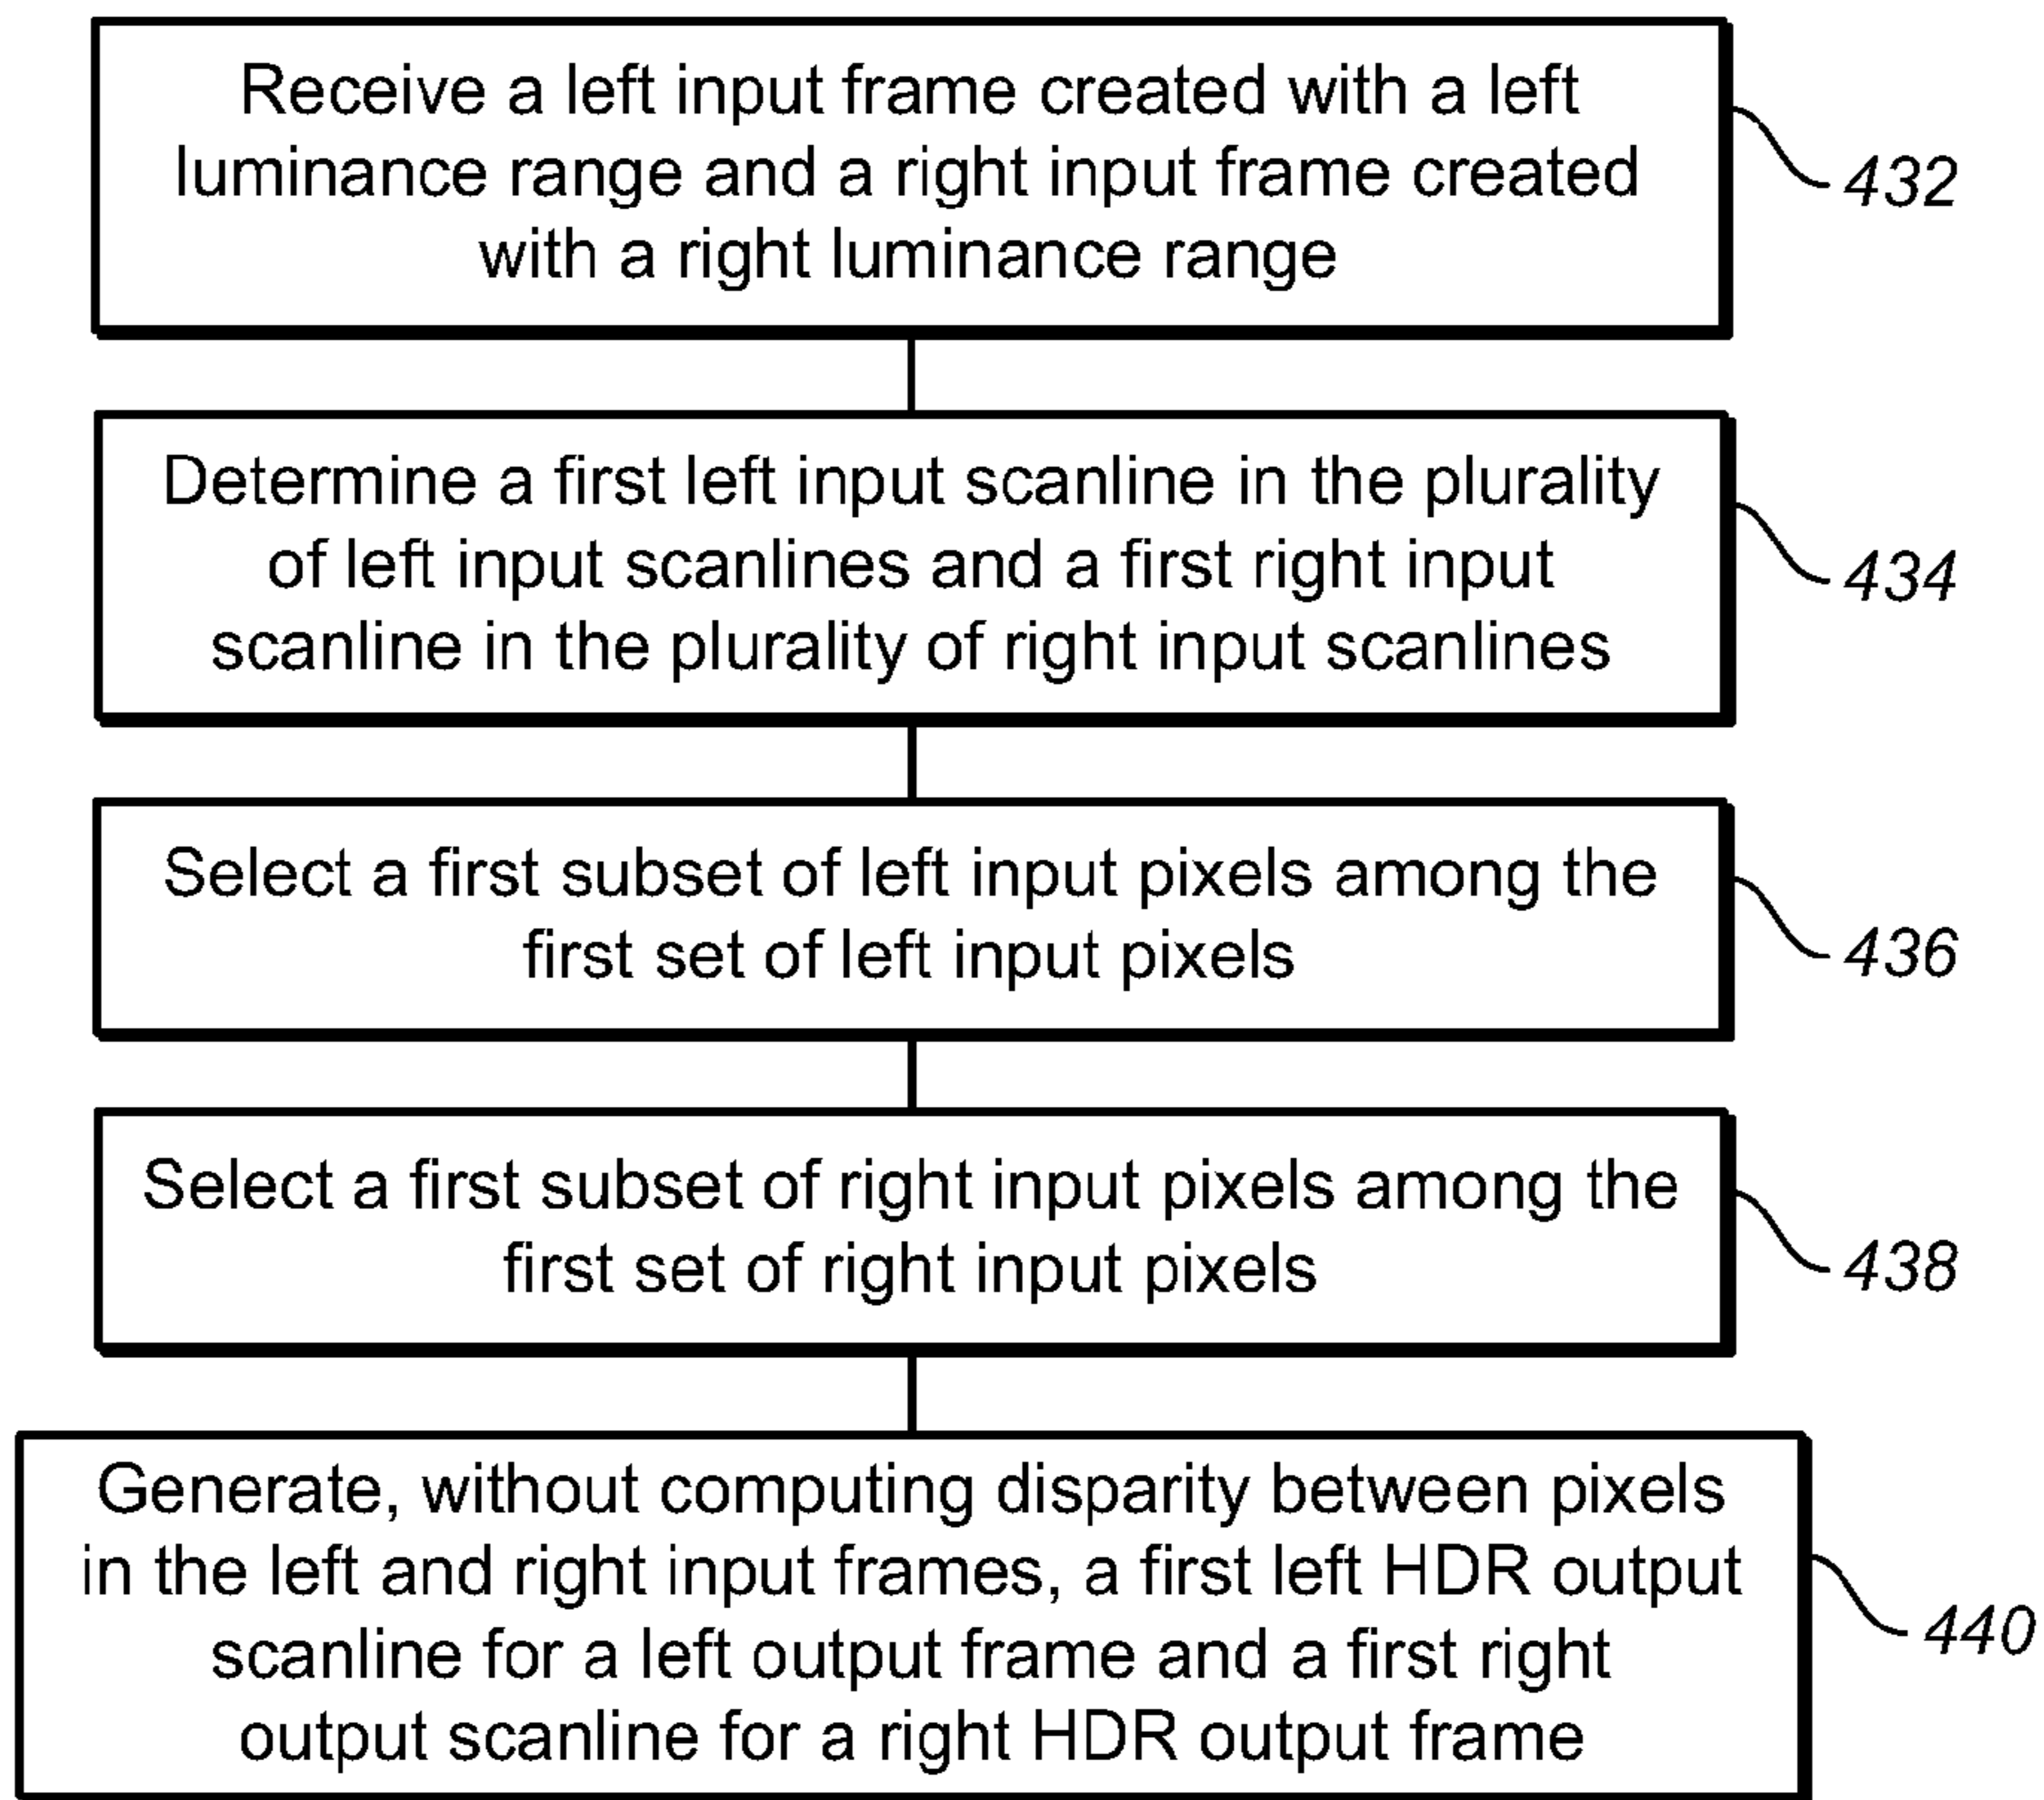 Receive a left input frame created with a left
luminance range and a right input frame created
with a right luminance range
432
Determine a first left input scanline in the plurality
of left input scanlines and a first right input
scanline in the plurality of right input scanlines
434
Select a first subset of left input pixels among the
first set of left input pixels
436
Select a first subset of right input pixels among the
first set of right input pixels
438
Generate, without computing disparity between pixels
in the left and right input frames, a first left HDR output
scanline for a left output frame and a first right
output scanline for a right HDR output frame
440